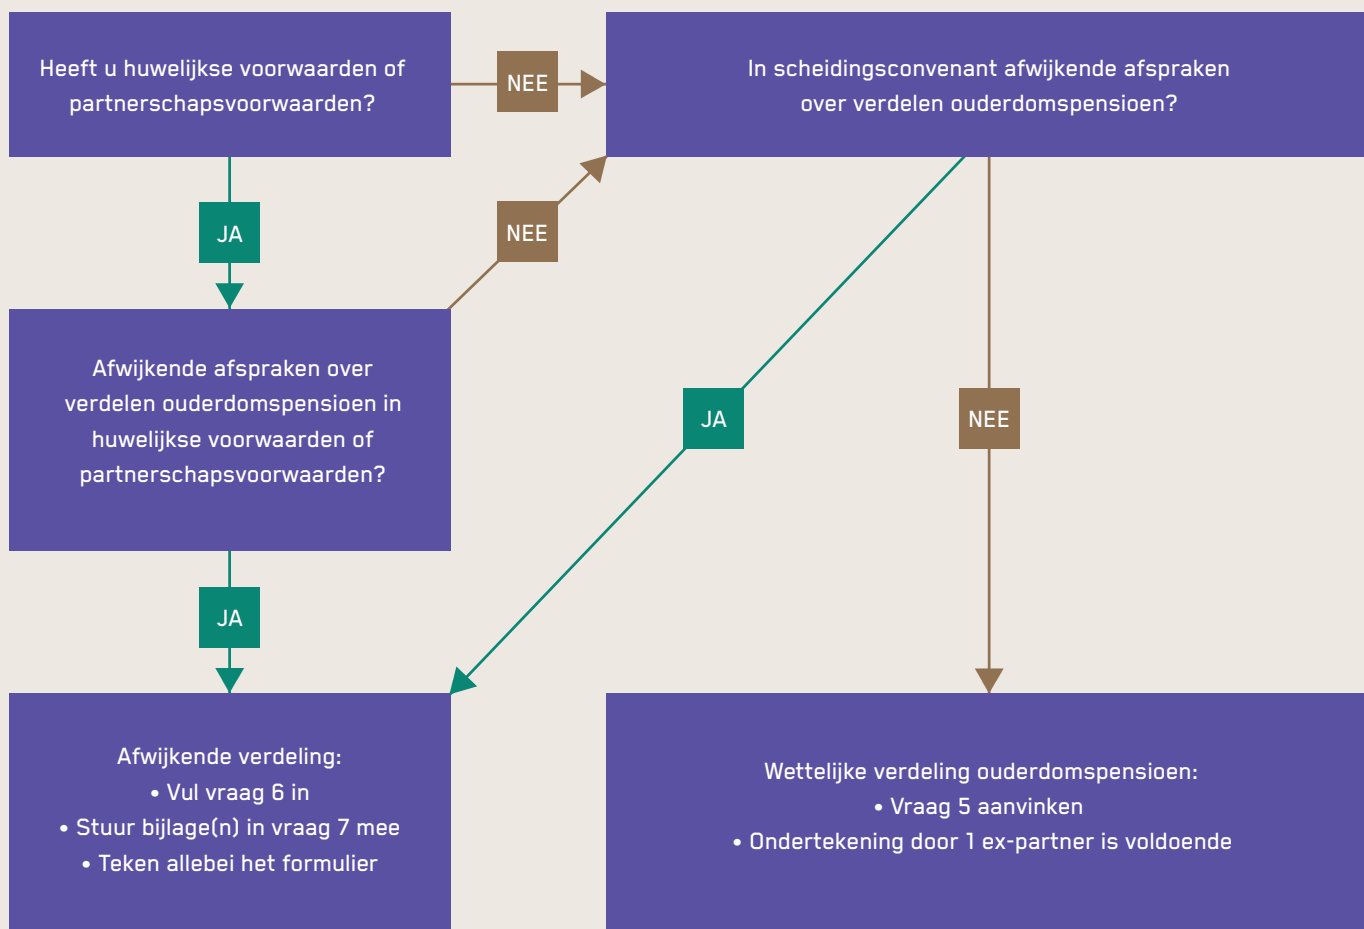 Heeft u huwelijkse voorwaarden of
partnerschapsvoorwaarden?
NEE
In scheidingsconvenant afwijkende afspraken
over verdelen ouderdomspensioen?
JA
NEE
Afwijkende afspraken over
verdelen ouderdomspensioen in
huwelijkse voorwaarden of
partnerschapsvoorwaarden?
JA
NEE
JA
Afwijkende verdeling:
• Vul vraag 6 in
• Stuur bijlage(n) in vraag 7 mee
• Teken allebei het formulier
Wettelijke verdeling ouderdomspensioen:
• Vraag 5 aanvinken
• Ondertekening door 1 ex-partner is voldoende